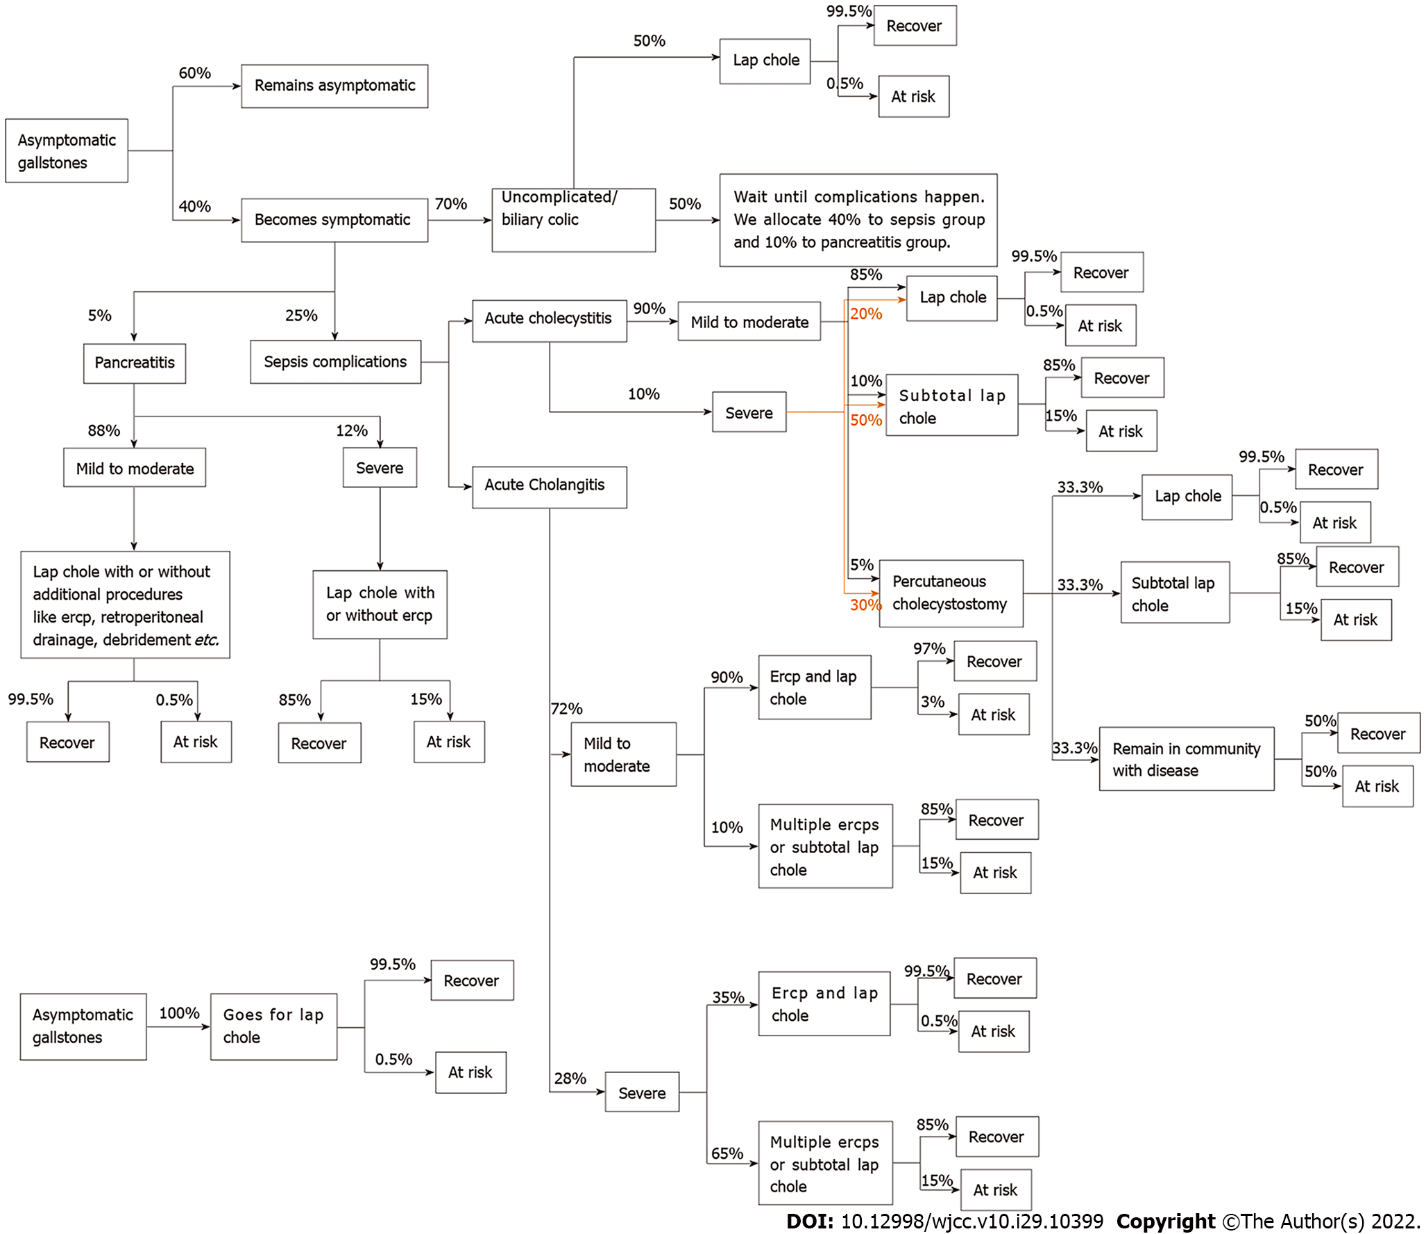 Asymptomatic
gallstones
60%
Remains asymptomatic
40%
Becomes symptomatic
70%
Uncomplicated/
biliary colic
50%
Lap chole
99.5%
Recover
0.5%
At risk
50%
Wait until complications happen.
We allocate 40% to sepsis group
and 10% to pancreatitis group.
5%
Pancreatitis
25%
Sepsis complications
88%
Mild to moderate
12%
Severe
Lap chole with or without
additional procedures
like ercp, retroperitoneal
drainage, debridement etc.
99.5%
Recover
0.5%
At risk
Lap chole with
or without ercp
85%
Recover
15%
At risk
Acute cholecystitis
90%
Mild to moderate
10%
Severe
85%
20%
Lap chole
99.5%
Recover
0.5%
At risk
10%
50%
Subtotal lap
chole
85%
Recover
15%
At risk
5%
30%
Percutaneous
cholecystostomy
33.3%
Lap chole
99.5%
Recover
0.5%
At risk
33.3%
Subtotal lap
chole
85%
Recover
15%
At risk
33.3%
Remain in community
with disease
50%
Recover
50%
At risk
Acute Cholangitis
72%
Mild to
moderate
90%
Ercp and lap
chole
97%
Recover
3%
At risk
10%
Multiple ercps
or subtotal lap
chole
85%
Recover
15%
At risk
28%
Severe
35%
Ercp and lap
chole
99.5%
Recover
0.5%
At risk
65%
Multiple ercps
or subtotal lap
chole
85%
Recover
15%
At risk
Asymptomatic
gallstones
100%
Goes for lap
chole
99.5%
Recover
0.5%
At risk
DOI: 10.12998/wjcc.v10.i29.10399 Copyright ©The Author(s) 2022.